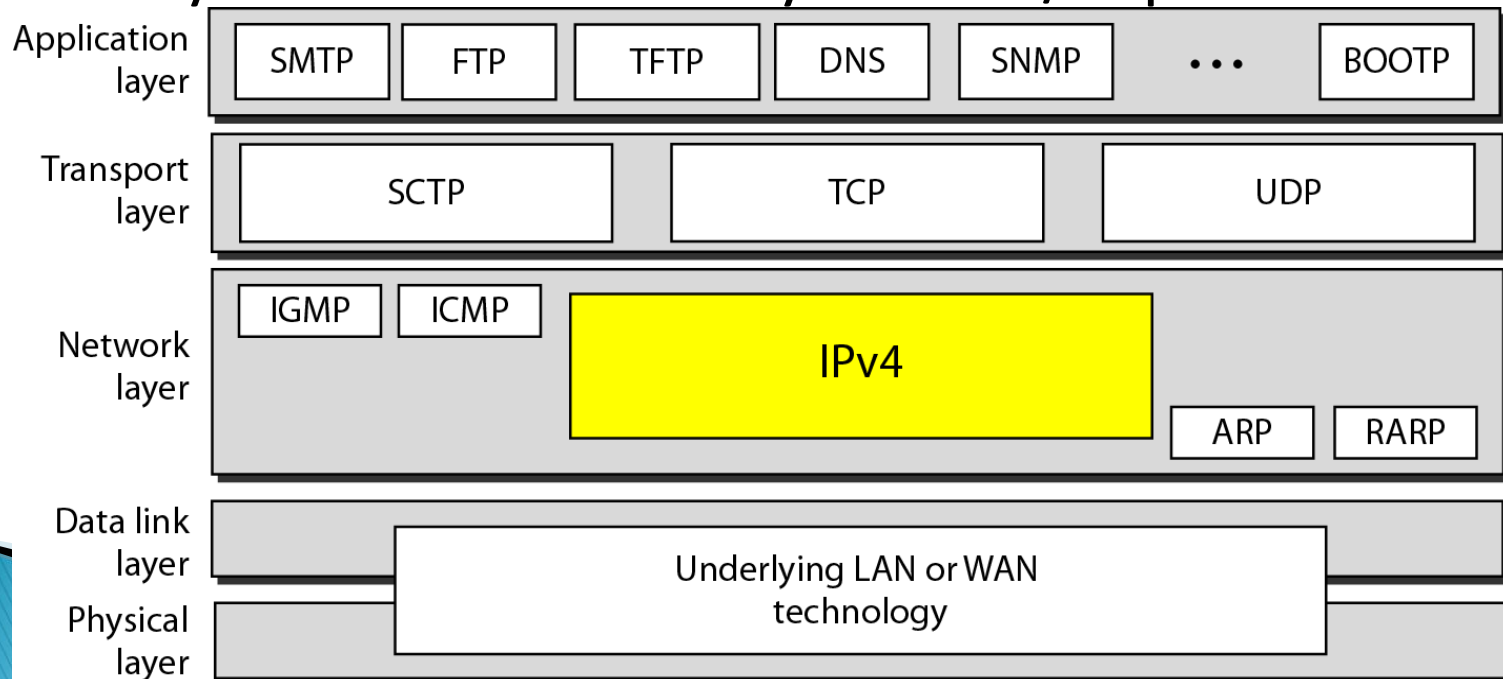 Application
layer
SMTP FTP TFTP DNS SNMP ... BOOTP
Transport
layer
SCTP TCP UDP
IGMP ICMP
Network
layer
IPv4
ARP RARP
Data link
layer
Underlying LAN or WAN
technology
Physical
layer